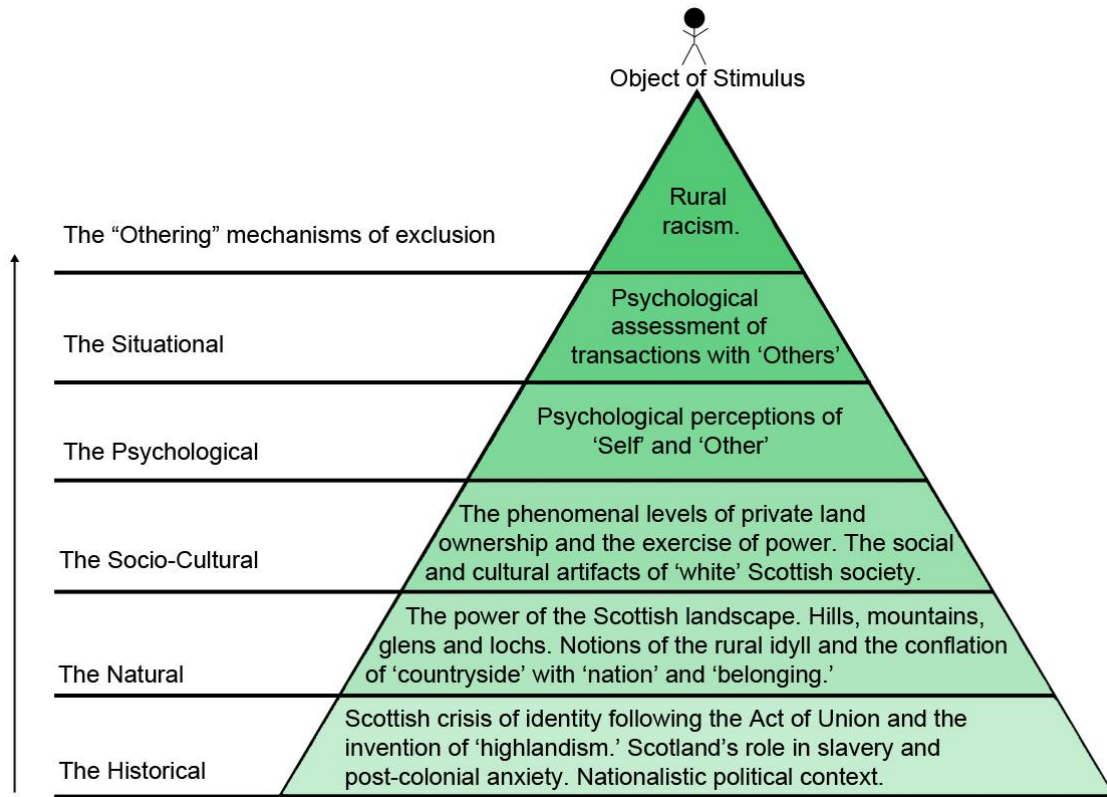 Object of Stimulus
The “Othering” mechanisms of exclusion
Rural
racism.
The Situational
Psychological
assessment of
transactions with ‘Others’
The Psychological
Psychological perceptions of
‘Self’ and ‘Other’
The Socio-Cultural
The phenomenal levels of private land
ownership and the exercise of power. The social
and cultural artifacts of ‘white’ Scottish society.
The Natural
The power of the Scottish landscape. Hills, mountains,
glens and lochs. Notions of the rural idyll and the conflation
of ‘countryside’ with ‘nation’ and ‘belonging.’
The Historical
Scottish crisis of identity following the Act of Union and the
invention of ‘highlandism.’ Scotland’s role in slavery and
post-colonial anxiety. Nationalistic political context.